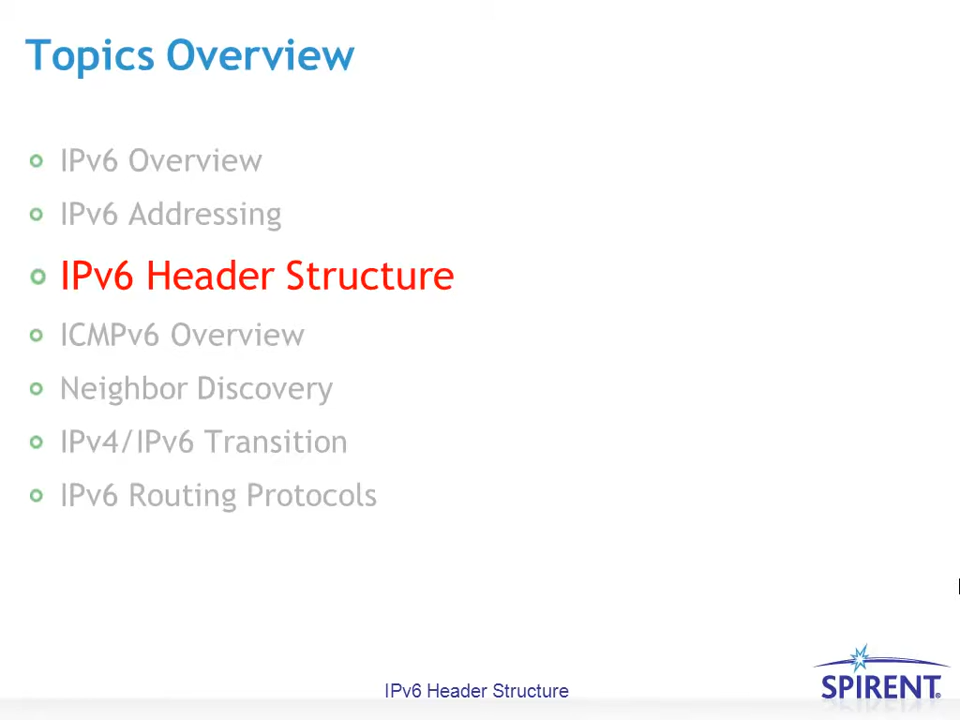 Topics Overview
IPv6 Overview
IPv6 Addressing
IPv6 Header Structure
ICMPv6 Overview
Neighbor Discovery
IPv4/IPv6 Transition
IPv6 Routing Protocols
IPv6 Header Structure
SPIRENT®